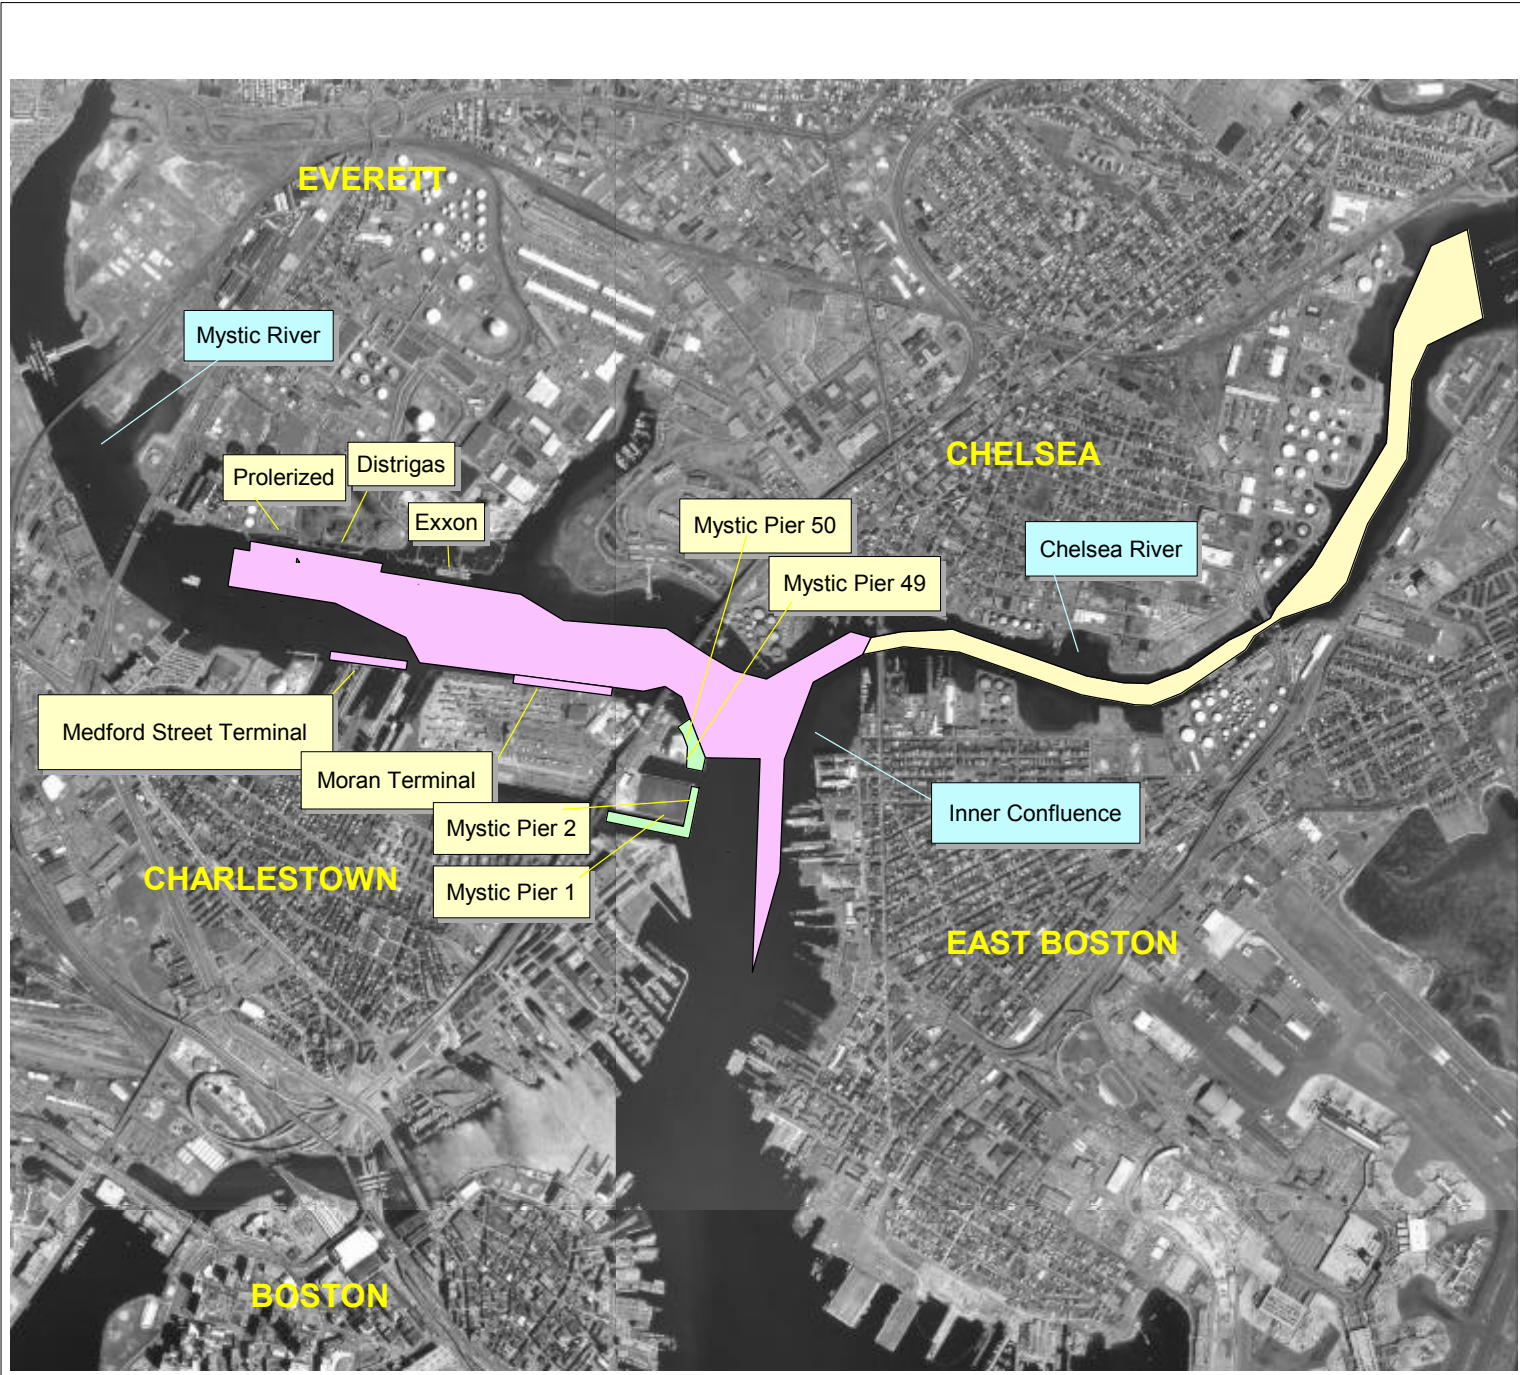 EVERETT
Mystic River
CHELSEA
Distrigas
Prolerized
Exxon
Mystic Pier 50
Chelsea River
Mystic Pier 49
Medford Street Terminal
Moran Terminal
Inner Confluence
Mystic Pier 2
CHARLESTOWN
Mystic Pier 1
EAST BOSTON
BOSTON